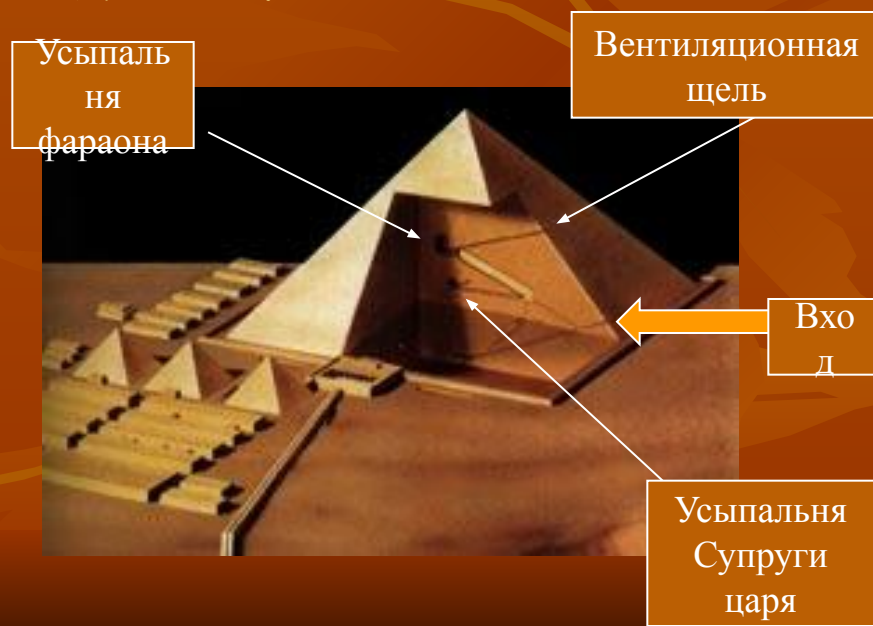 Усыпаль
ня
фараона
Вентиляционная
щель
Вхо
д
Усыпальня
Супруги
царя